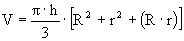 V = π·h/3 · [R² + r² + (R · r)]